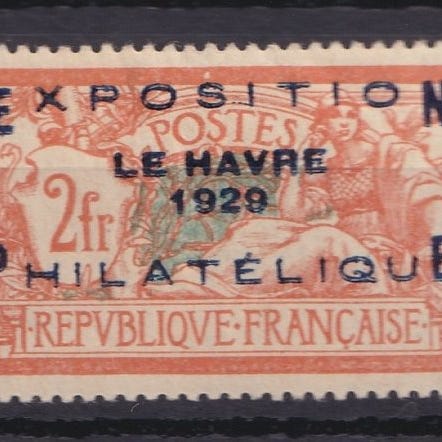 EXPOSITION
POSTES
LE HAVRE
2fr
1929
PHILATÉLIQUE
·REPVBLIQVE·FRANÇAISE·